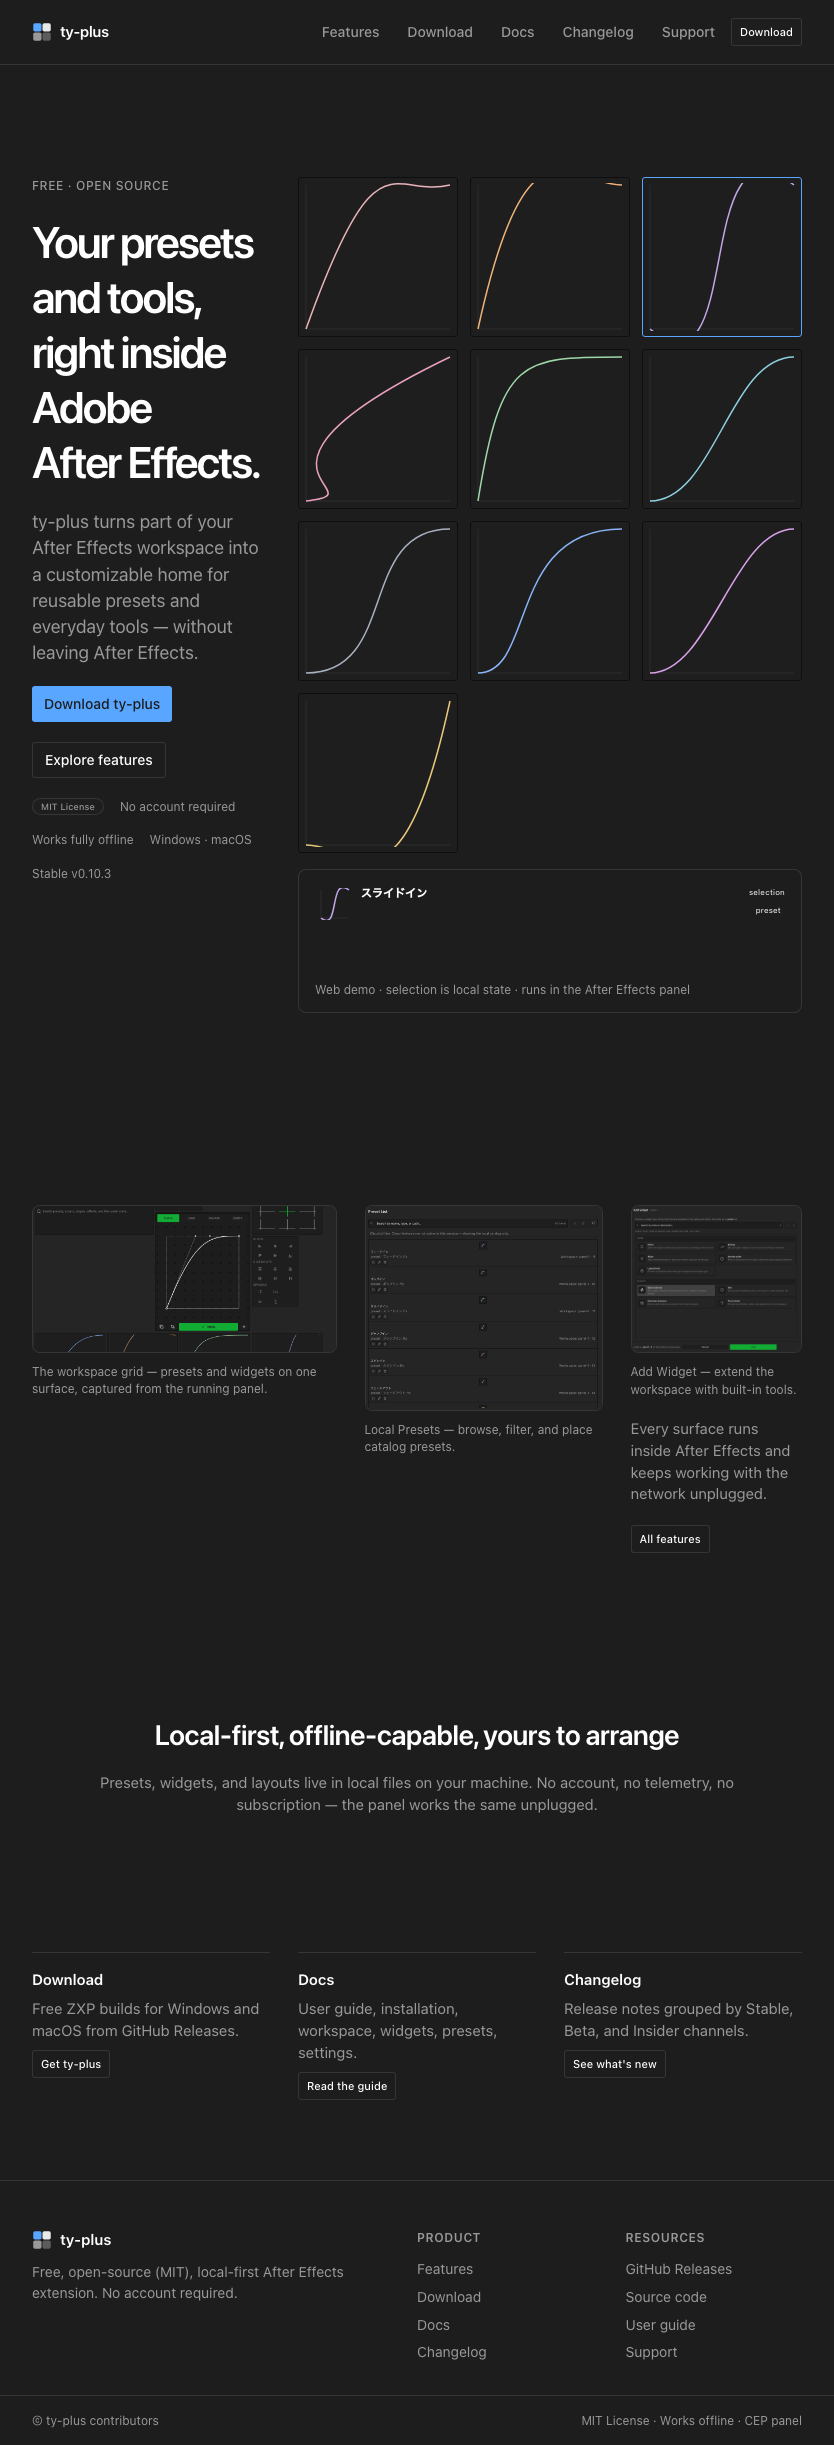 ty-plus
Features
Download
Docs
Changelog
Support
Download
FREE · OPEN SOURCE
Your presets
and tools,
right inside
Adobe
After Effects.
ty-plus turns part of your
After Effects workspace into
a customizable home for
reusable presets and
everyday tools — without
leaving After Effects.
Download ty-plus
Explore features
MIT License
No account required
Works fully offline
Windows · macOS
Stable v0.10.3
スライドイン
selection
preset
Web demo · selection is local state · runs in the After Effects panel
The workspace grid — presets and widgets on one
surface, captured from the running panel.
Preset List
Local Presets — browse, filter, and place
catalog presets.
Add Widget — extend the
workspace with built-in tools.
Every surface runs
inside After Effects and
keeps working with the
network unplugged.
All features
Local-first, offline-capable, yours to arrange
Presets, widgets, and layouts live in local files on your machine. No account, no telemetry, no
subscription — the panel works the same unplugged.
Download
Free ZXP builds for Windows and
macOS from GitHub Releases.
Get ty-plus
Docs
User guide, installation,
workspace, widgets, presets,
settings.
Read the guide
Changelog
Release notes grouped by Stable,
Beta, and Insider channels.
See what's new
ty-plus
Free, open-source (MIT), local-first After Effects
extension. No account required.
PRODUCT
Features
Download
Docs
Changelog
RESOURCES
GitHub Releases
Source code
User guide
Support
© ty-plus contributors
MIT License · Works offline · CEP panel